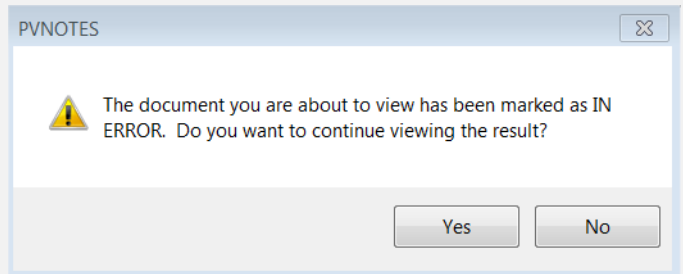 PVNOTES
The document you are about to view has been marked as IN
ERROR.  Do you want to continue viewing the result?
Yes
No